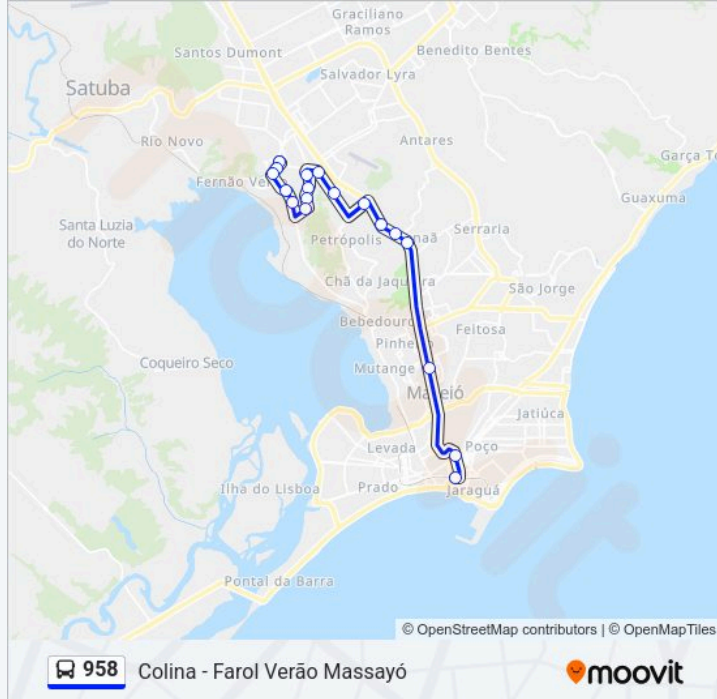 Graciliano
Ramos
Santos Dumont
Benedito Bentes
Satuba
Salvador Lyra
Rio Novo
Antares
Garça To
Fernão Ve
Guaxuma
Santa Luzia
do Norte
Petrópolis
naã
Serraria
Chã da Jaqueira
São Jorge
Bebedouro
Feitosa
Pinheiro
Coqueiro Seco
Mutange
Maceió
Jatiúca
Levada
Poço
Ilha do Lisboa
Prado
Jaraguá
Pontal da Barra
© OpenStreetMap contributors | © OpenMapTiles
958 Colina - Farol Verão Massayó
moovit